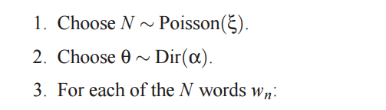 1. Choose N ∼ Poisson(ξ).
2. Choose θ ∼ Dir(α).
3. For each of the N words wn: